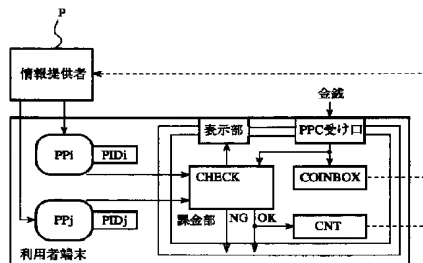 P
情報提供者
金銭
表示部
PPC受け口
PPi
PIDi
CHECK
COINBOX
PPj
PIDj
課金部
NG
OK
CNT
利用者端末